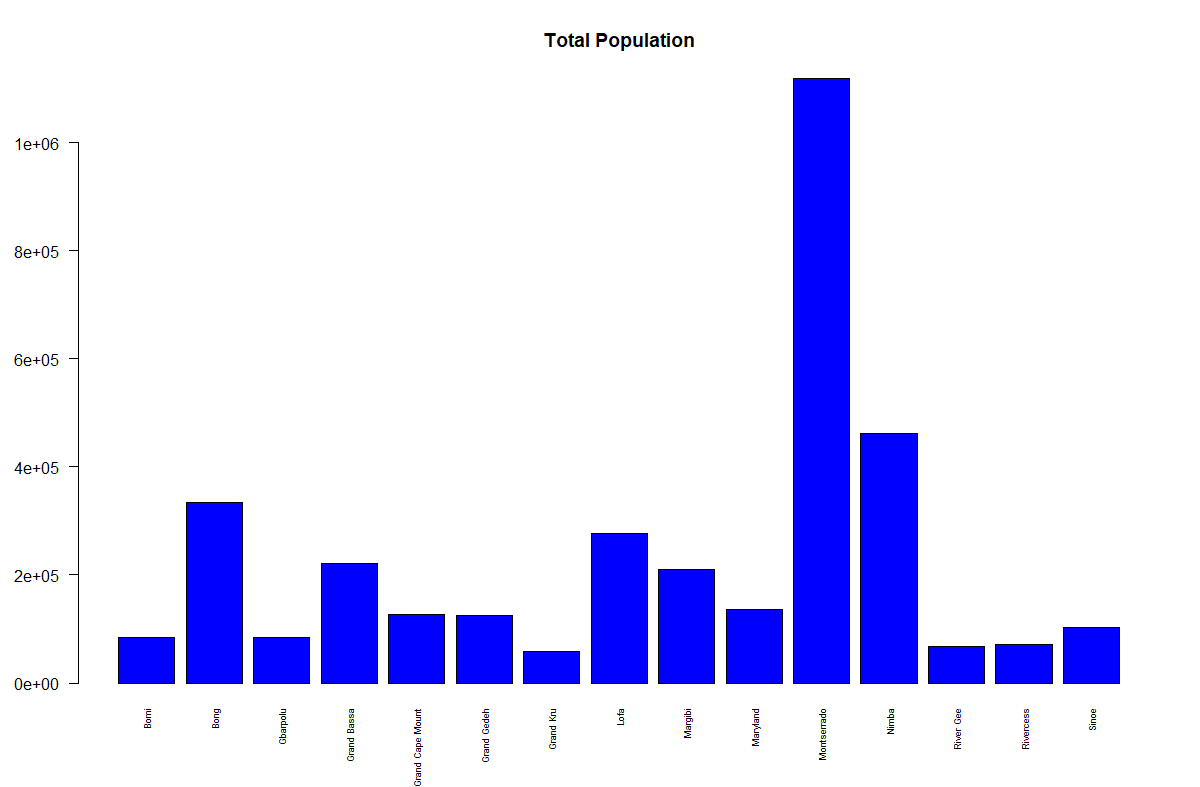 Total Population
1e+06
8e+05
6e+05
4e+05
2e+05
0e+00
Bomi
Bong
Gbarpolu
Grand Bassa
Grand Cape Mount
Grand Gedeh
Grand Kru
Lofa
Margibi
Maryland
Montserrado
Nimba
River Gee
Rivercess
Sinoe